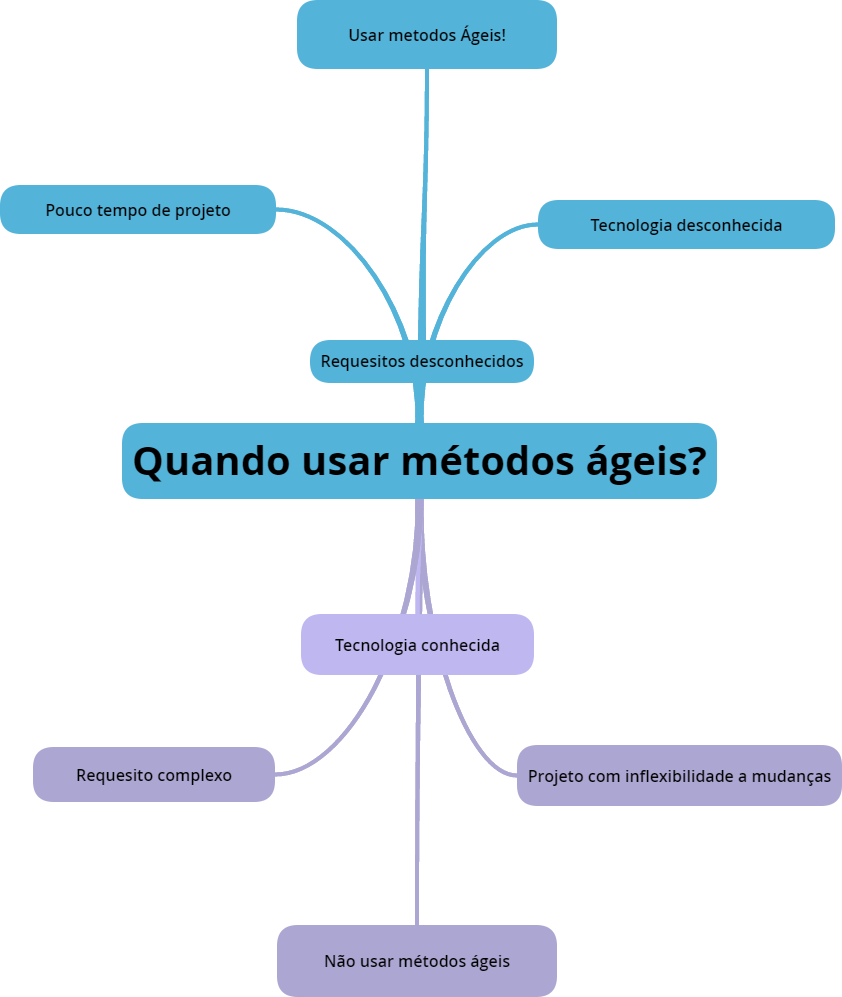 Usar metodos Ágeis!
Pouco tempo de projeto
Tecnologia desconhecida
Requesitos desconhecidos
Quando usar métodos ágeis?
Tecnologia conhecida
Requesito complexo
Projeto com inflexibilidade a mudanças
Não usar métodos ágeis